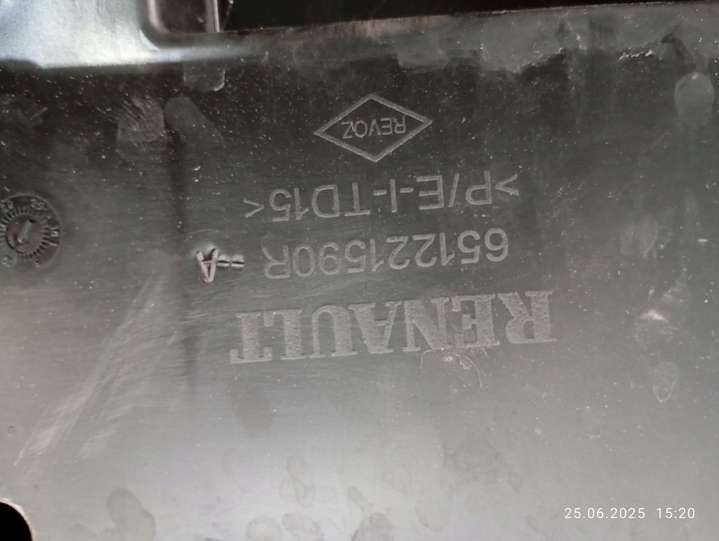 RENAULT
651221590R --A
>P/E-I-TD15<
REVOZ
25.06.2025 15:20